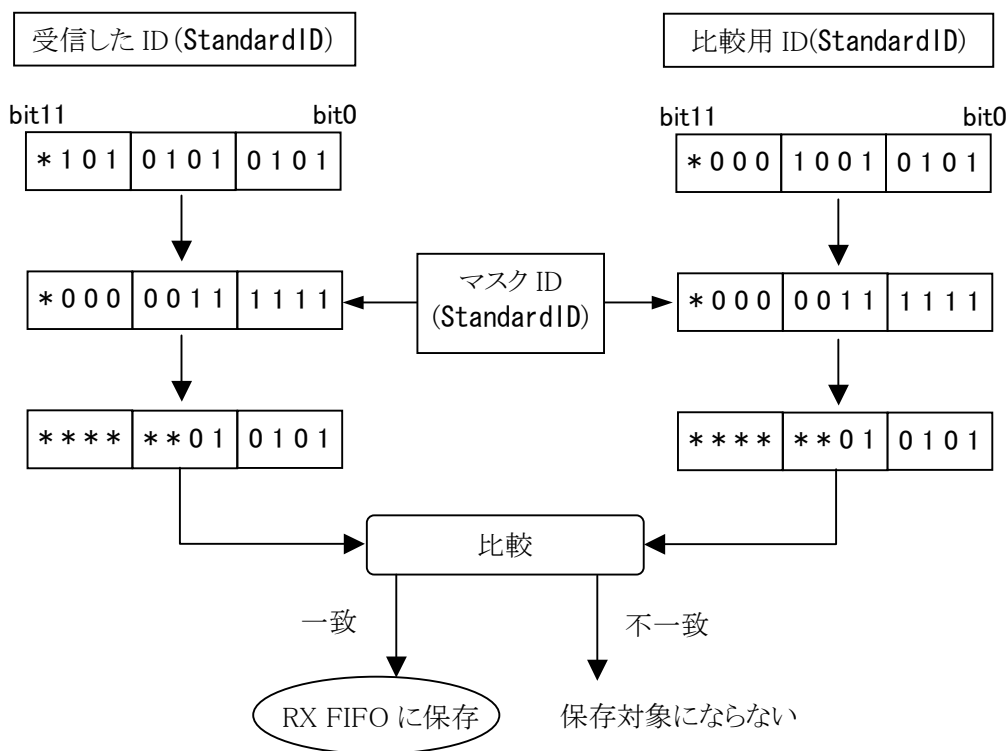 受信した ID（StandardID）
比較用 ID(StandardID)
bit11 bit0
bit11 bit0
*101 0101 0101
*000 1001 0101
*000 0011 1111
マスク ID
（StandardID）
*000 0011 1111
**** **01 0101
**** **01 0101
比較
一致
不一致
RX FIFO に保存
保存対象にならない